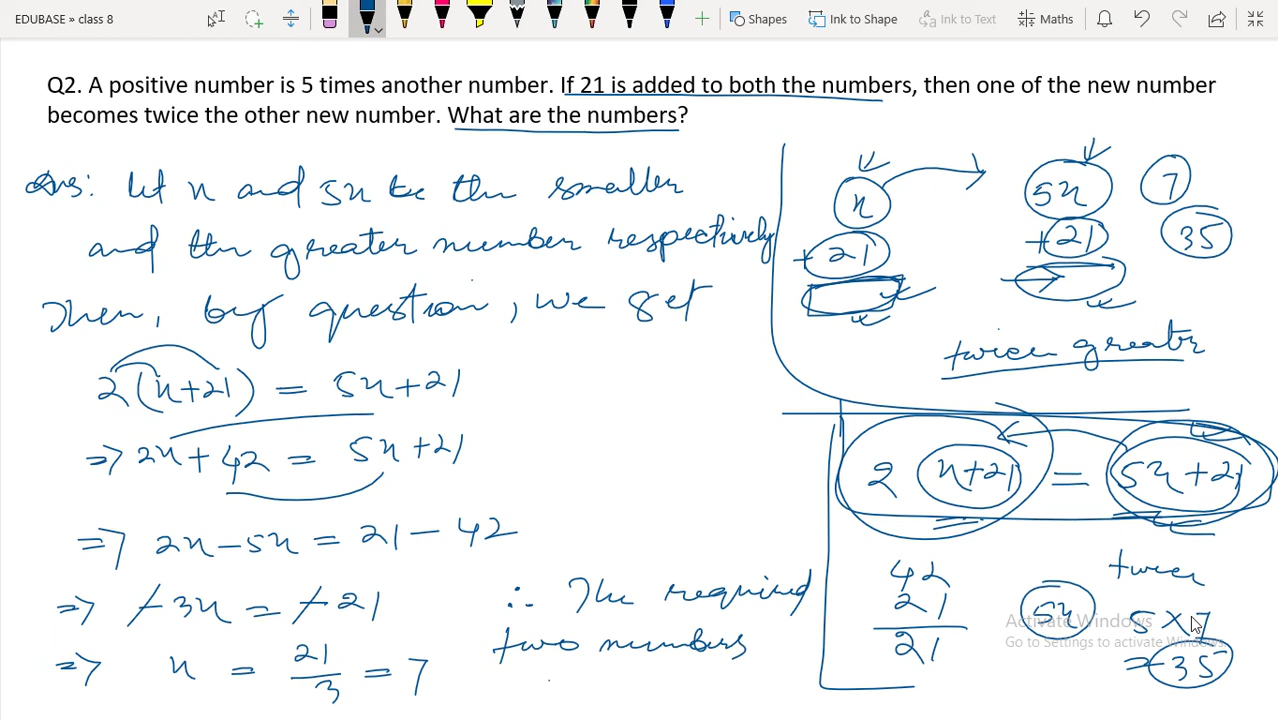 EDUBASE » class 8
Shapes
Ink to Shape
Ink to Text
Maths
Q2. A positive number is 5 times another number. If 21 is added to both the numbers, then one of the new number
becomes twice the other new number. What are the numbers?
Ans: Let x and 5x be the smaller
and the greater number respectively
Then, by question, we get
2(x+21) = 5x+21
⇒ 2x+42 = 5x+21
⇒ 2x-5x = 21-42
⇒ -3x = -21
⇒ x = 21/3 = 7
∴ The required
two numbers
x 5x 7
+21 +21 35
twice greater
2 x+21 = 5x+21
42
21
21
5x
twice
5×7
=35
Activate Windows
Go to Settings to activate Windows